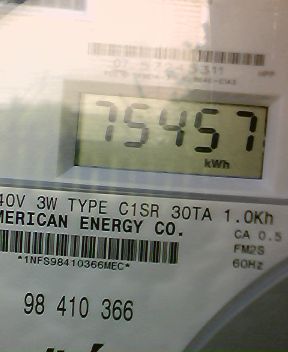 75457
kWh
40V 3W TYPE C1SR 30TA 1.0Kh
MERICAN ENERGY CO.
CA 0.5
FM2S
60Hz
*1NFS98410366MEC*
98 410 366